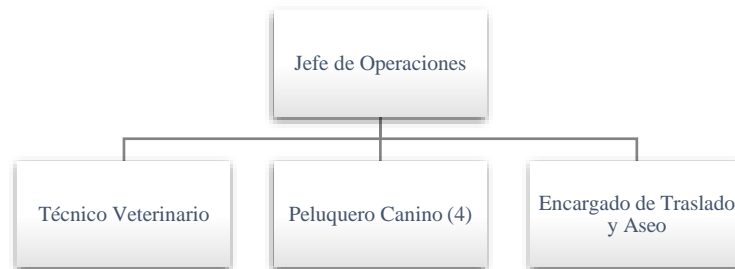 Jefe de Operaciones
Técnico Veterinario
Peluquero Canino (4)
Encargado de Traslado
y Aseo